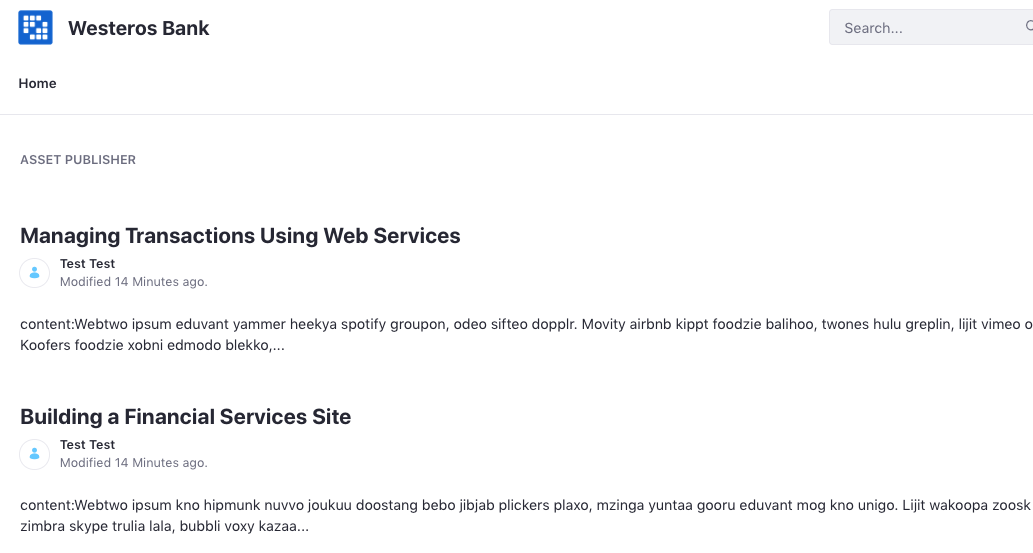 Westeros Bank
Search...
Home
ASSET PUBLISHER
Managing Transactions Using Web Services
Test Test
Modified 14 Minutes ago.
content:Webtwo ipsum eduvant yammer heekya spotify groupon, odeo sifteo dopplr. Movity airbnb kippt foodzie balihoo, twones hulu greplin, lijit vimeo o
Koofers foodzie xobni edmodo blekko,...
Building a Financial Services Site
Test Test
Modified 14 Minutes ago.
content:Webtwo ipsum kno hipmunk nuvvo joukuu doostang bebo jibjab plickers plaxo, mzinga yuntaa gooru eduvant mog kno unigo. Lijit wakoopa zoosk
zimbra skype trulia lala, bubbli voxy kazaa...